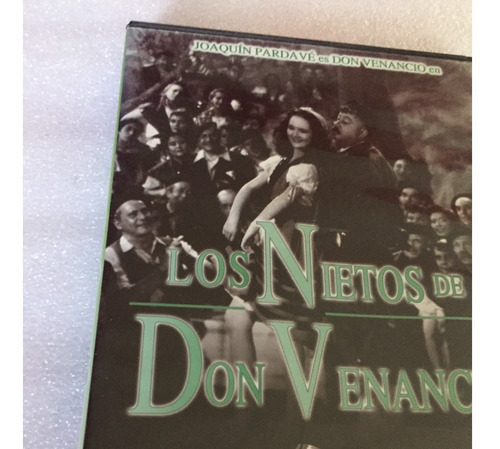 JOAQUÍN PARDAVÉ es DON VENANCIO en
LOS NIETOS DE
DON VENANC